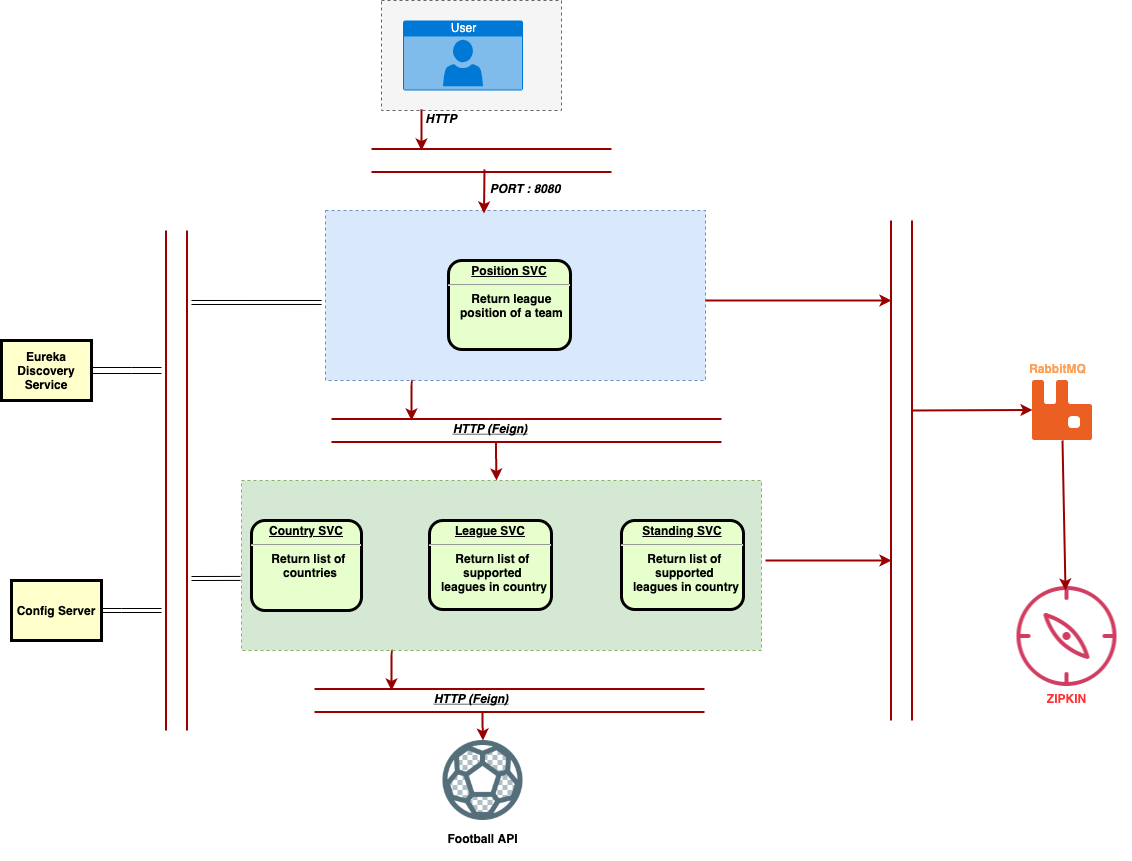 User
HTTP
PORT : 8080
Position SVC
Return league
position of a team
Eureka
Discovery
Service
RabbitMQ
HTTP (Feign)
Country SVC
Return list of
countries
League SVC
Return list of
supported
leagues in country
Standing SVC
Return list of
supported
leagues in country
Config Server
ZIPKIN
HTTP (Feign)
Football API